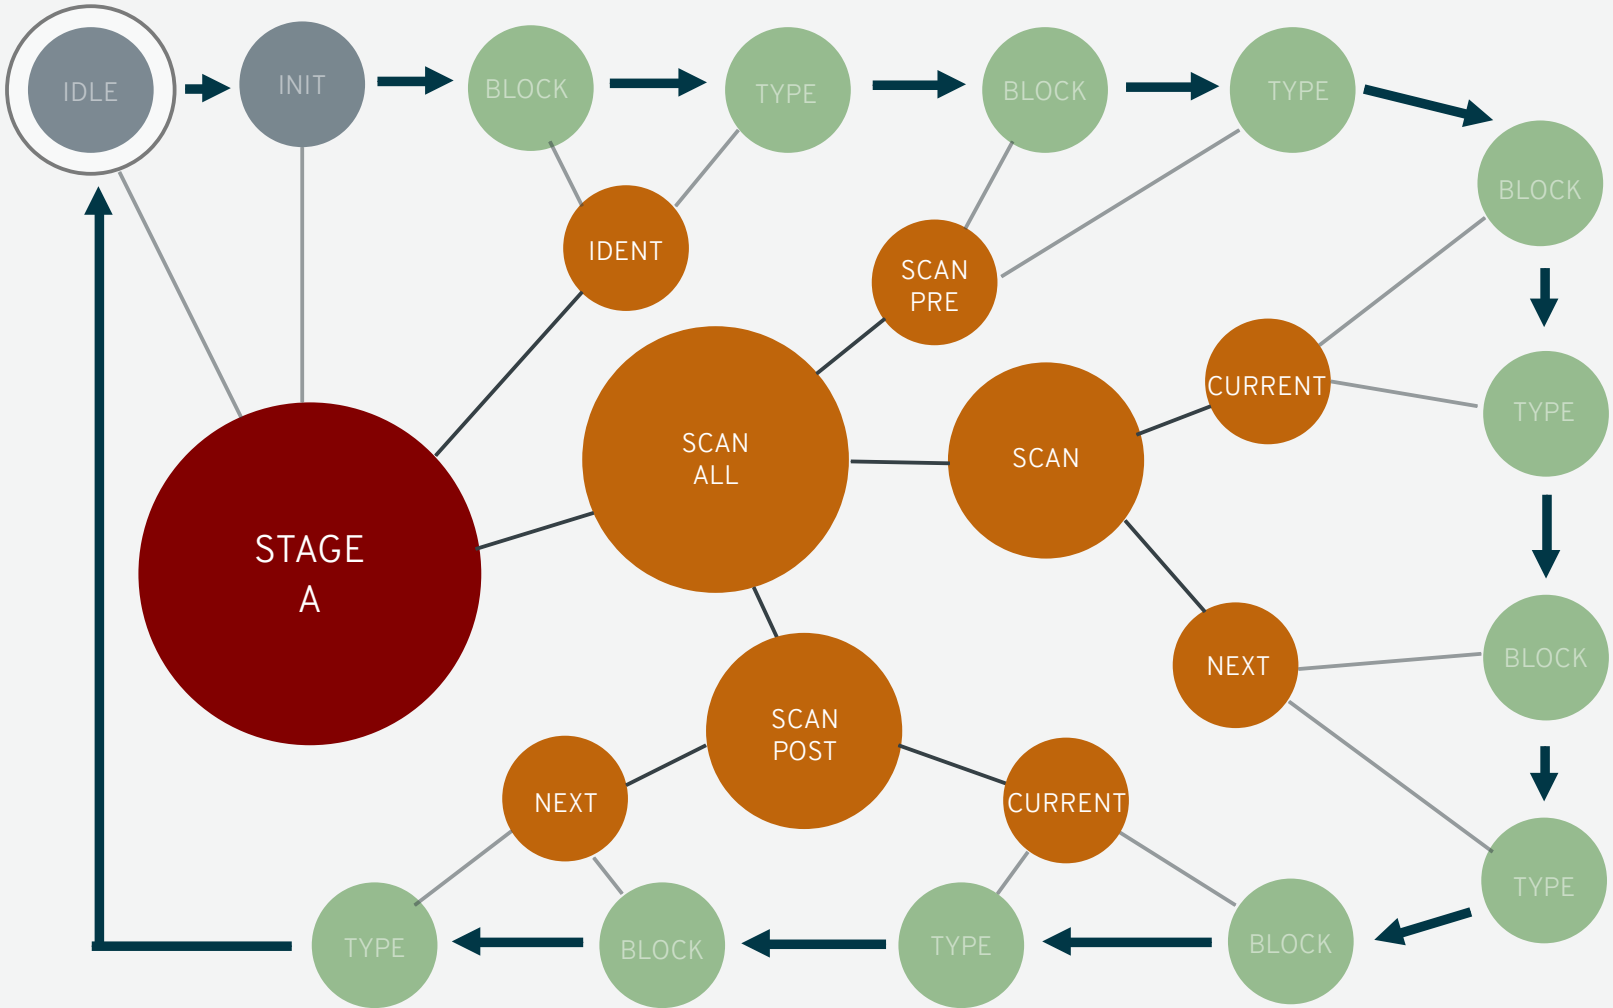 IDLE
INIT
BLOCK
TYPE
BLOCK
TYPE
BLOCK
IDENT
SCAN
PRE
CURRENT
TYPE
SCAN
ALL
SCAN
STAGE
A
BLOCK
NEXT
SCAN
POST
NEXT
CURRENT
TYPE
TYPE
BLOCK
TYPE
BLOCK